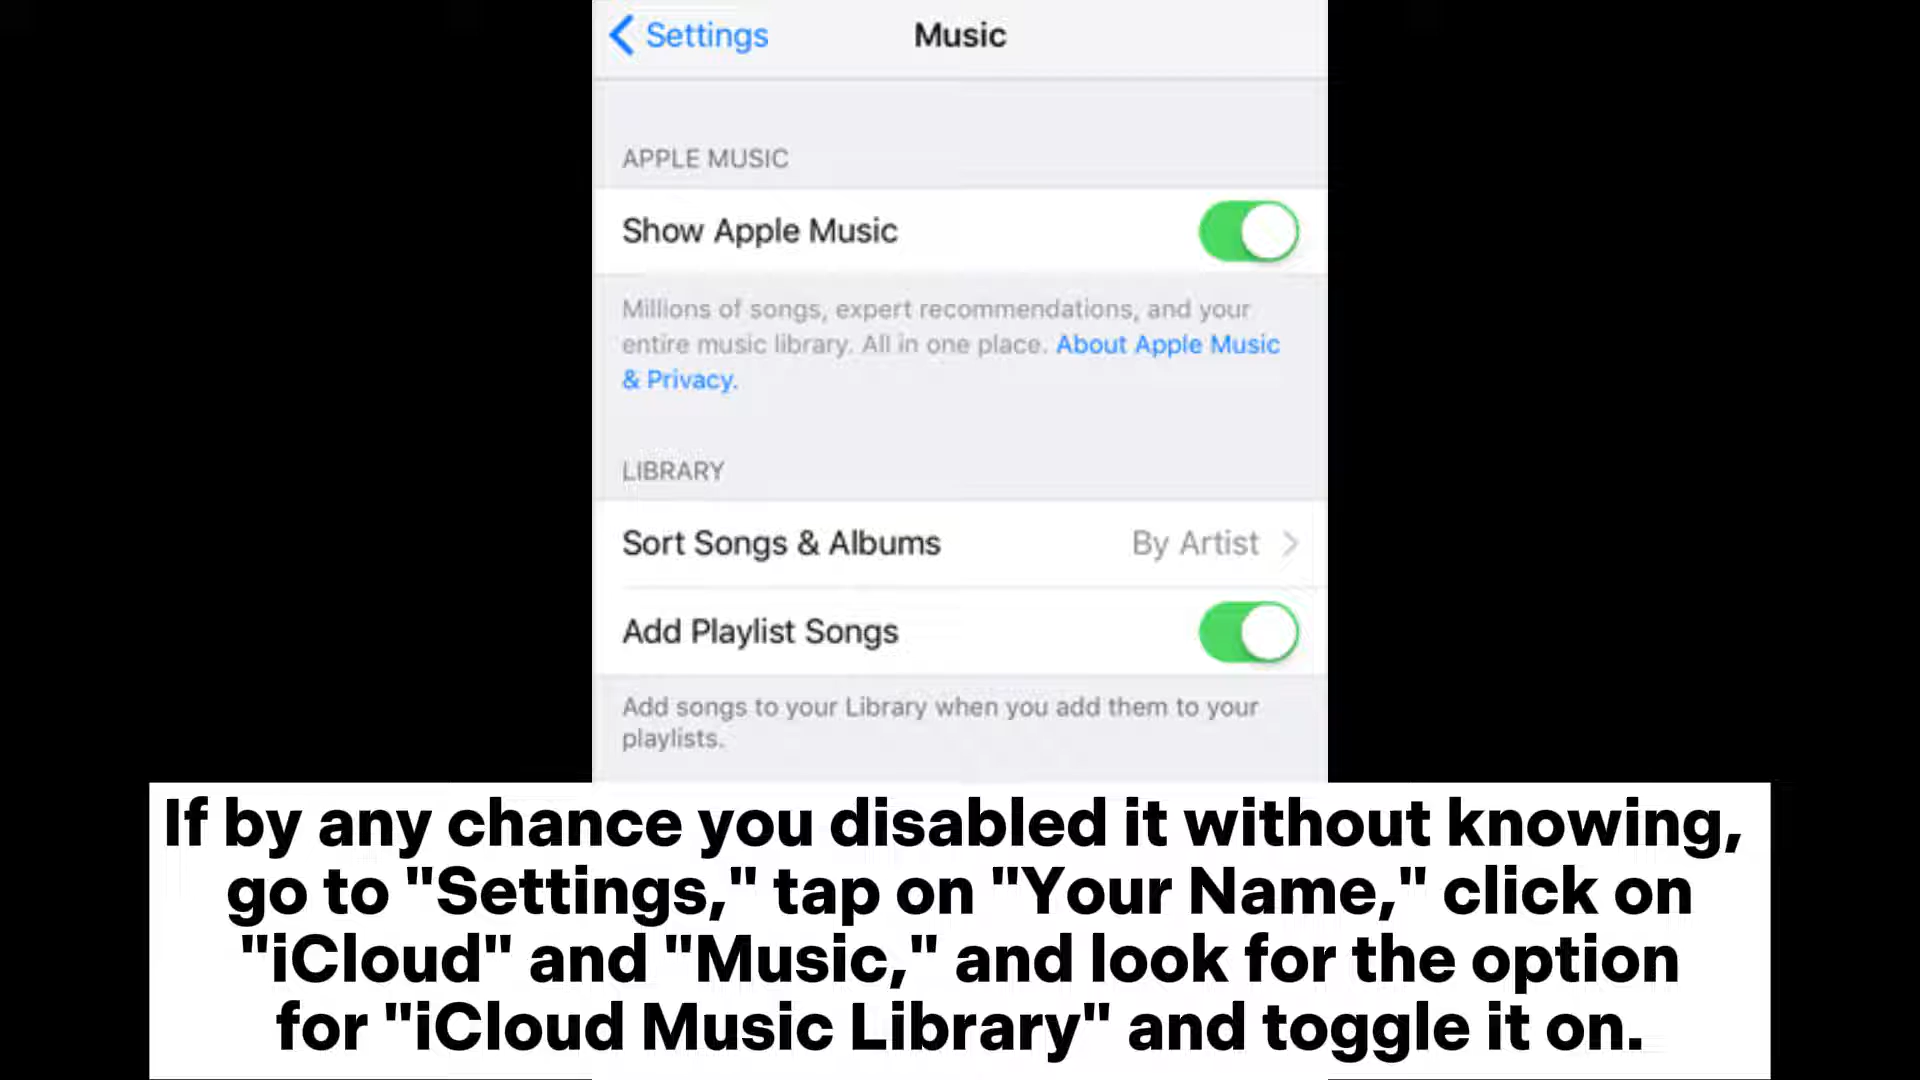 Settings
Music
APPLE MUSIC
Show Apple Music
Millions of songs, expert recommendations, and your
entire music library. All in one place. About Apple Music
& Privacy.
LIBRARY
Sort Songs & Albums By Artist
Add Playlist Songs
Add songs to your Library when you add them to your
playlists.
If by any chance you disabled it without knowing,
go to "Settings," tap on "Your Name," click on
"iCloud" and "Music," and look for the option
for "iCloud Music Library" and toggle it on.